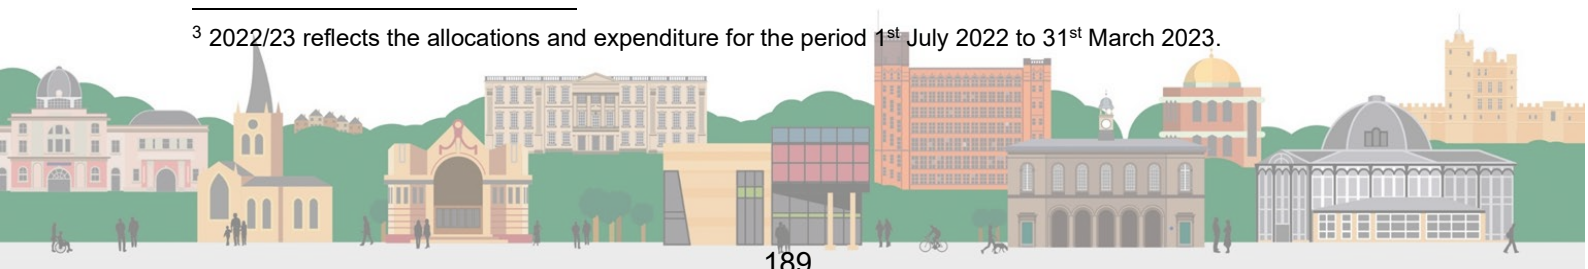 ³ 2022/23 reflects the allocations and expenditure for the period 1ˢᵗ July 2022 to 31ˢᵗ March 2023.
189